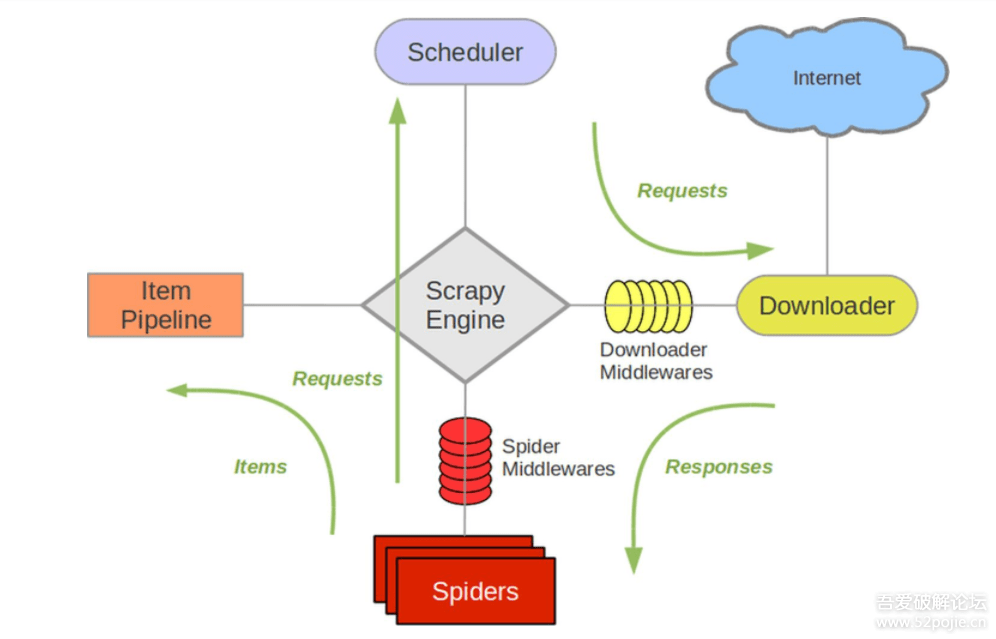 Scheduler
Internet
Requests
Item
Pipeline
Scrapy
Engine
Downloader
Downloader
Middlewares
Requests
Items
Spider
Middlewares
Responses
Spiders
吾爱破解论坛
www.52pojie.cn